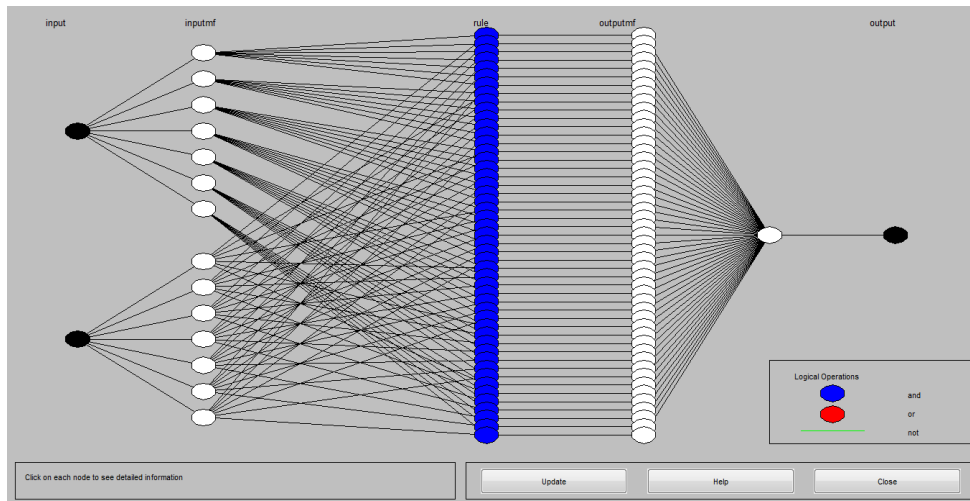 input
inputmf
rule
outputmf
output
Logical Operations
and
or
not
Click on each node to see detailed information
Update
Help
Close